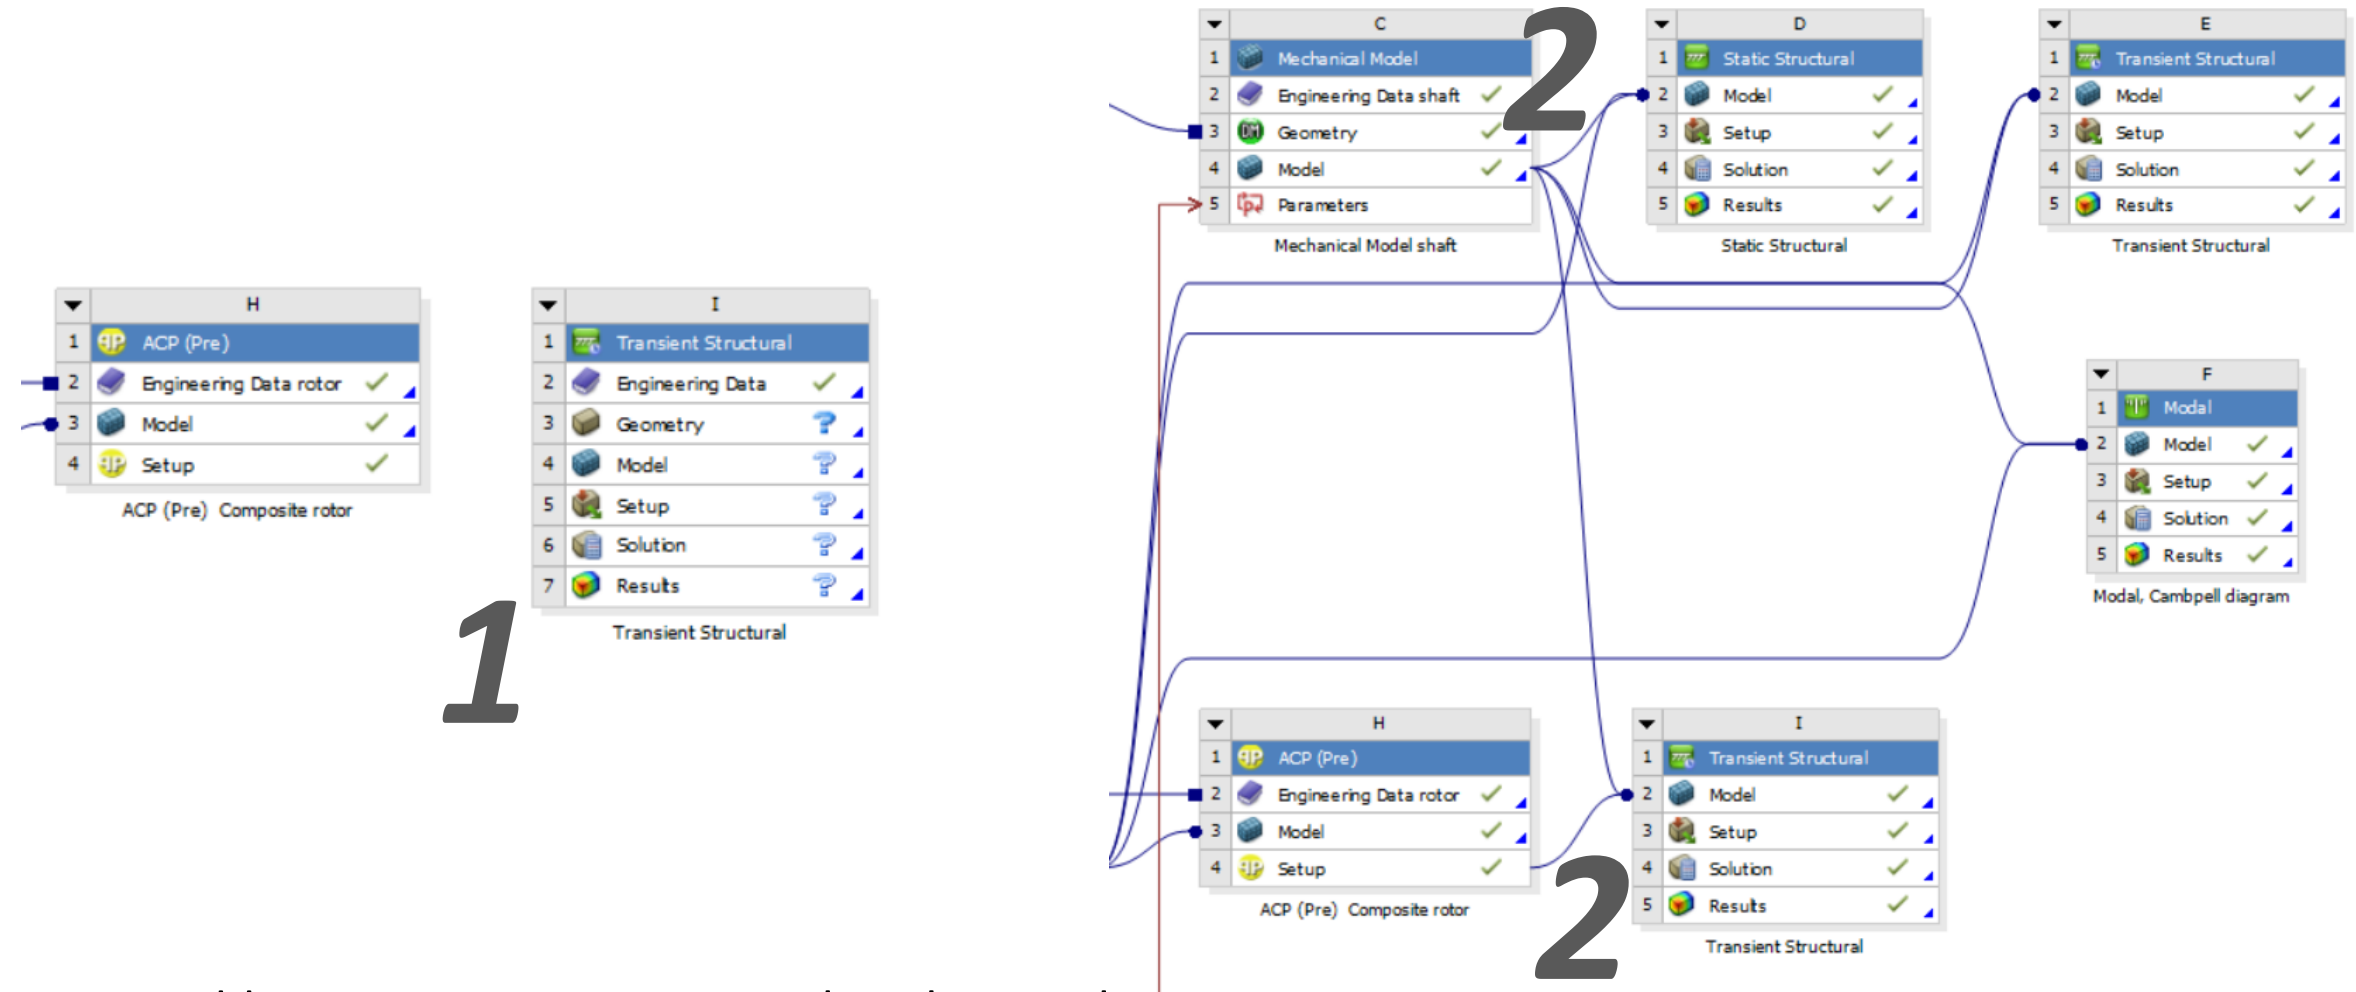 C
1 Mechanical Model
2 Engineering Data shaft
3 Geometry
4 Model
5 Parameters
Mechanical Model shaft
2
D
1 Static Structural
2 Model
3 Setup
4 Solution
5 Results
Static Structural
E
1 Transient Structural
2 Model
3 Setup
4 Solution
5 Results
Transient Structural
H
1 ACP (Pre)
2 Engineering Data rotor
3 Model
4 Setup
ACP (Pre) Composite rotor
I
1 Transient Structural
2 Engineering Data
3 Geometry ?
4 Model ?
5 Setup ?
6 Solution ?
7 Results ?
Transient Structural
1
F
1 Modal
2 Model
3 Setup
4 Solution
5 Results
Modal, Cambpell diagram
H
1 ACP (Pre)
2 Engineering Data rotor
3 Model
4 Setup
ACP (Pre) Composite rotor
2
I
1 Transient Structural
2 Model
3 Setup
4 Solution
5 Results
Transient Structural